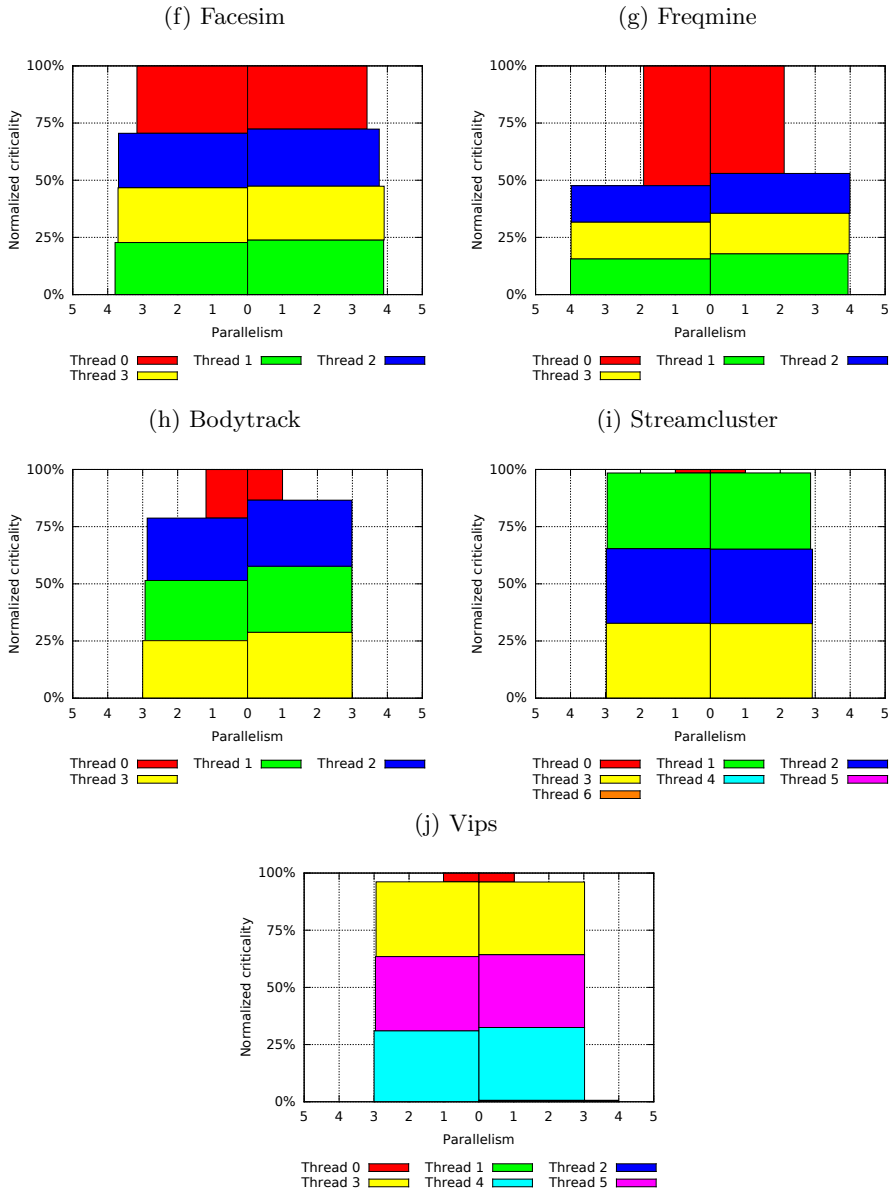 (f) Facesim
(g) Freqmine
Normalized criticality
100%
75%
50%
25%
0%
5 4 3 2 1 0 1 2 3 4 5
Parallelism
Thread 0 Thread 1 Thread 2
Thread 3
Normalized criticality
100%
75%
50%
25%
0%
5 4 3 2 1 0 1 2 3 4 5
Parallelism
Thread 0 Thread 1 Thread 2
Thread 3
(h) Bodytrack
(i) Streamcluster
Normalized criticality
100%
75%
50%
25%
0%
5 4 3 2 1 0 1 2 3 4 5
Parallelism
Thread 0 Thread 1 Thread 2
Thread 3
Normalized criticality
100%
75%
50%
25%
0%
5 4 3 2 1 0 1 2 3 4 5
Parallelism
Thread 0 Thread 1 Thread 2
Thread 3 Thread 4 Thread 5
Thread 6
(j) Vips
Normalized criticality
100%
75%
50%
25%
0%
5 4 3 2 1 0 1 2 3 4 5
Parallelism
Thread 0 Thread 1 Thread 2
Thread 3 Thread 4 Thread 5